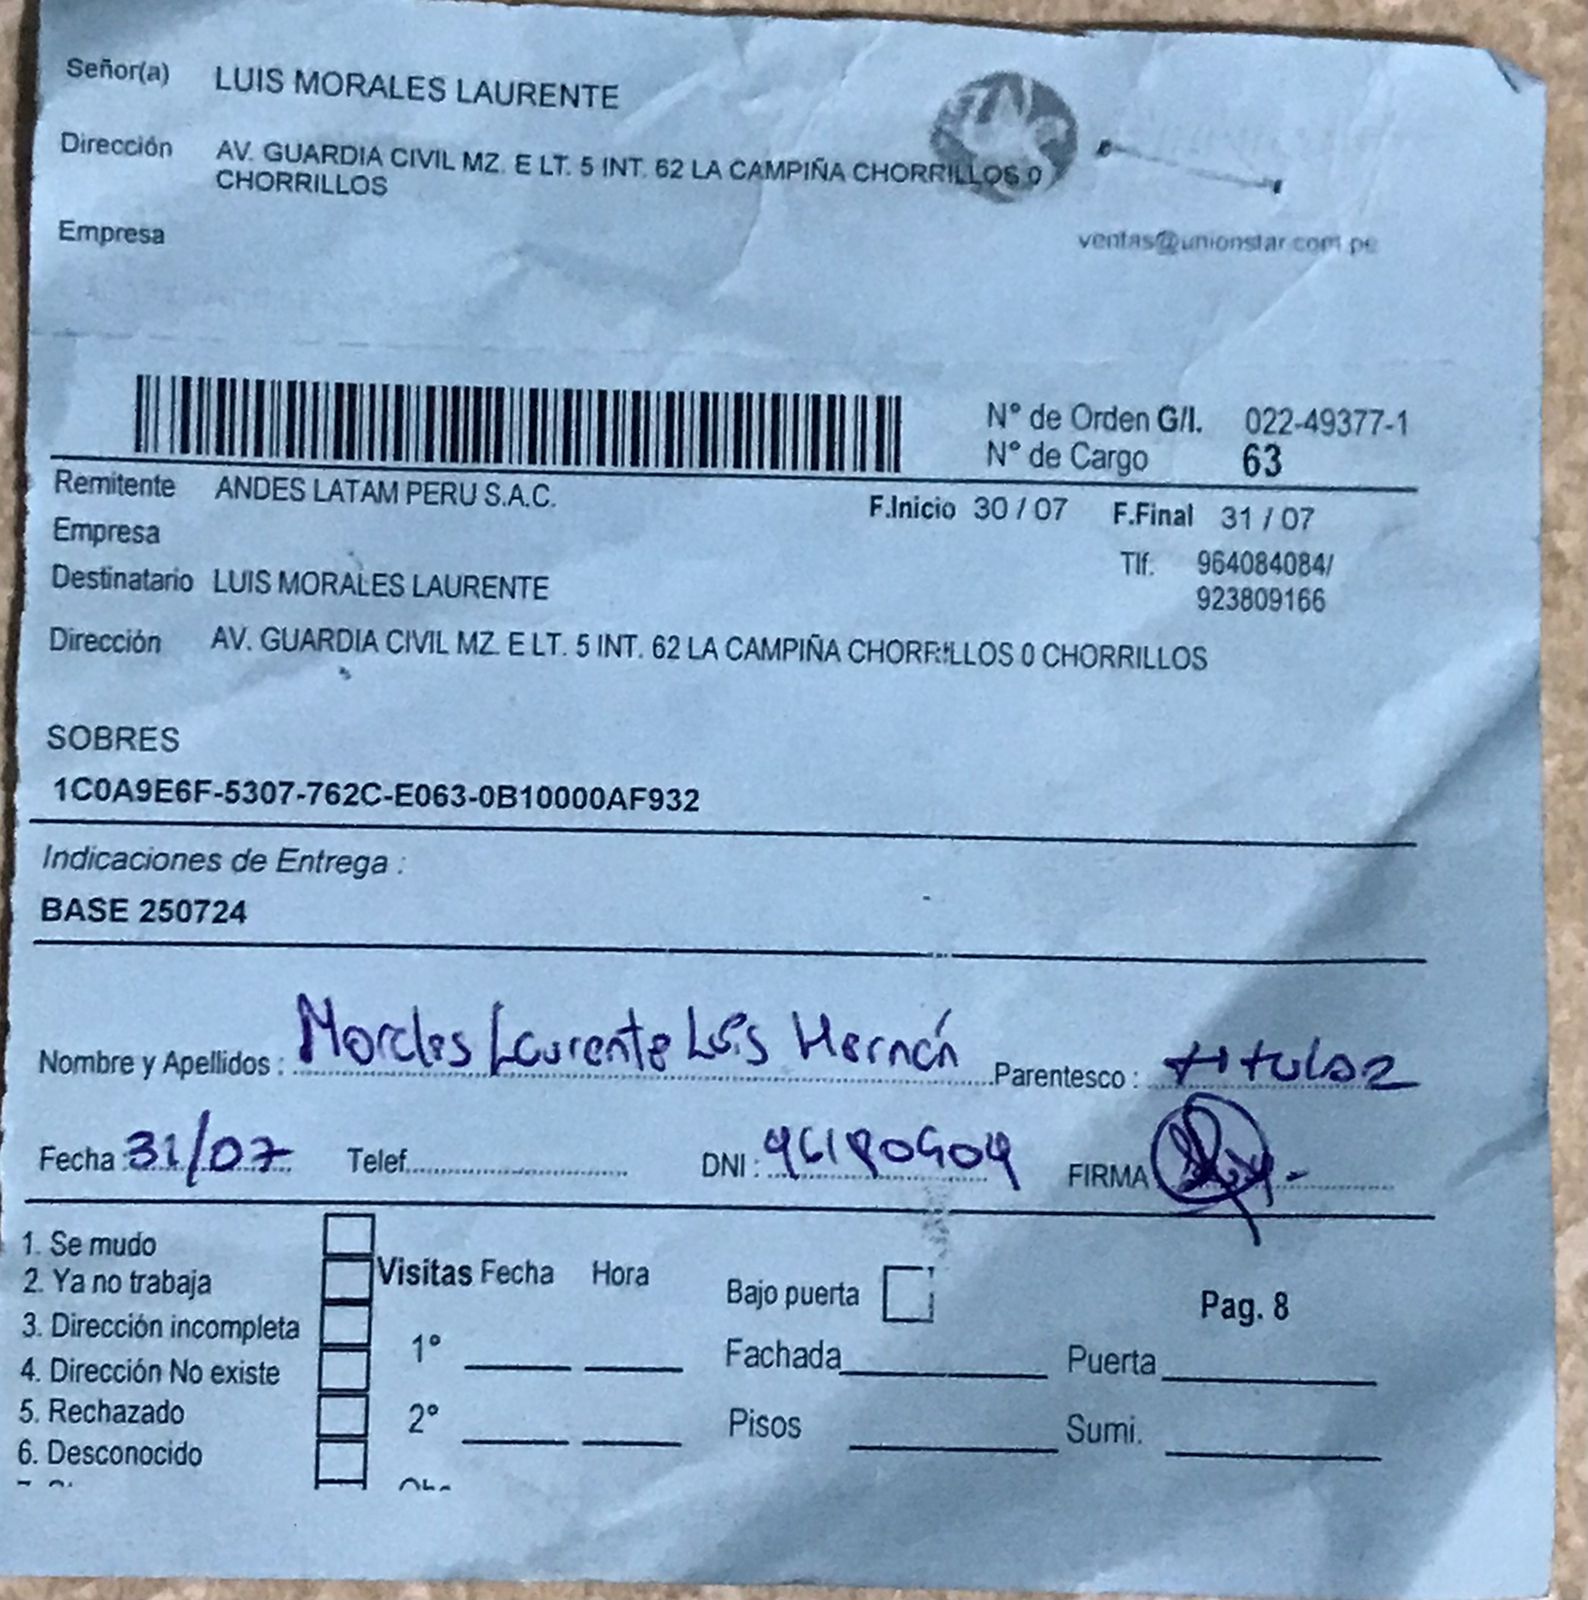 Señor(a) LUIS MORALES LAURENTE
Dirección AV. GUARDIA CIVIL MZ. E LT. 5 INT. 62 LA CAMPIÑA CHORRILLOS 0
CHORRILLOS
Empresa
ventas@unionstar.com.pe
N° de Orden G/I. 022-49377-1
N° de Cargo 63
Remitente ANDES LATAM PERU S.A.C.
F.Inicio 30 / 07 F.Final 31 / 07
Empresa
Tlf. 964084084/
923809166
Destinatario LUIS MORALES LAURENTE
Dirección AV. GUARDIA CIVIL MZ. E LT. 5 INT. 62 LA CAMPIÑA CHORRILLOS 0 CHORRILLOS
SOBRES
1C0A9E6F-5307-762C-E063-0B10000AF932
Indicaciones de Entrega :
BASE 250724
Nombre y Apellidos : Morales Laurente Luis Hernán Parentesco : titular
Fecha : 31/07 Telef. DNI : FIRMA
1. Se mudo
2. Ya no trabaja
3. Dirección incompleta
4. Dirección No existe
5. Rechazado
6. Desconocido
Visitas Fecha Hora
1°
2°
Bajo puerta
Pag. 8
Fachada Puerta
Pisos Sumi.